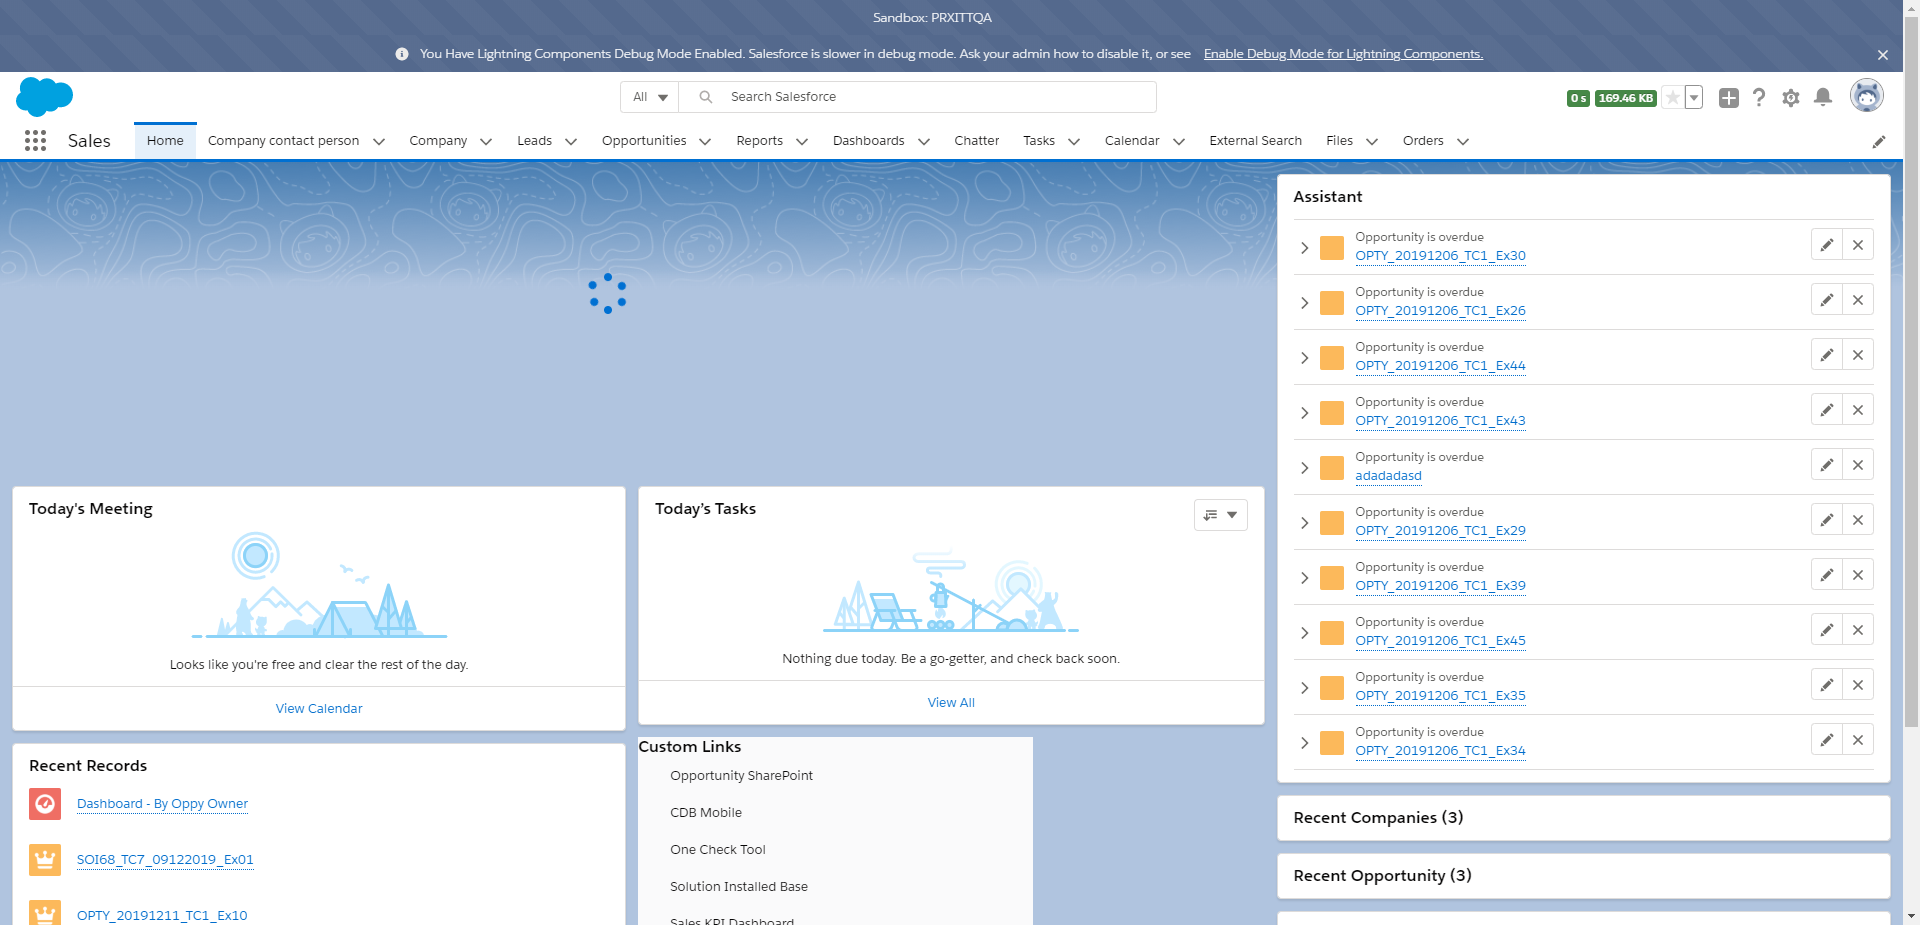 Sandbox: PRXITTQA
You Have Lightning Components Debug Mode Enabled. Salesforce is slower in debug mode. Ask your admin how to disable it, or see Enable Debug Mode for Lightning Components.
All
Search Salesforce
0 s
169.46 KB
Sales
Home
Company contact person
Company
Leads
Opportunities
Reports
Dashboards
Chatter
Tasks
Calendar
External Search
Files
Orders
Today's Meeting
Looks like you're free and clear the rest of the day.
View Calendar
Recent Records
Dashboard - By Oppy Owner
SOI68_TC7_09122019_Ex01
OPTY_20191211_TC1_Ex10
Today’s Tasks
Nothing due today. Be a go-getter, and check back soon.
View All
Custom Links
Opportunity SharePoint
CDB Mobile
One Check Tool
Solution Installed Base
Sales KPI Dashboard
Assistant
Opportunity is overdue
OPTY_20191206_TC1_Ex30
Opportunity is overdue
OPTY_20191206_TC1_Ex26
Opportunity is overdue
OPTY_20191206_TC1_Ex44
Opportunity is overdue
OPTY_20191206_TC1_Ex43
Opportunity is overdue
adadadasd
Opportunity is overdue
OPTY_20191206_TC1_Ex29
Opportunity is overdue
OPTY_20191206_TC1_Ex39
Opportunity is overdue
OPTY_20191206_TC1_Ex45
Opportunity is overdue
OPTY_20191206_TC1_Ex35
Opportunity is overdue
OPTY_20191206_TC1_Ex34
Recent Companies (3)
Recent Opportunity (3)